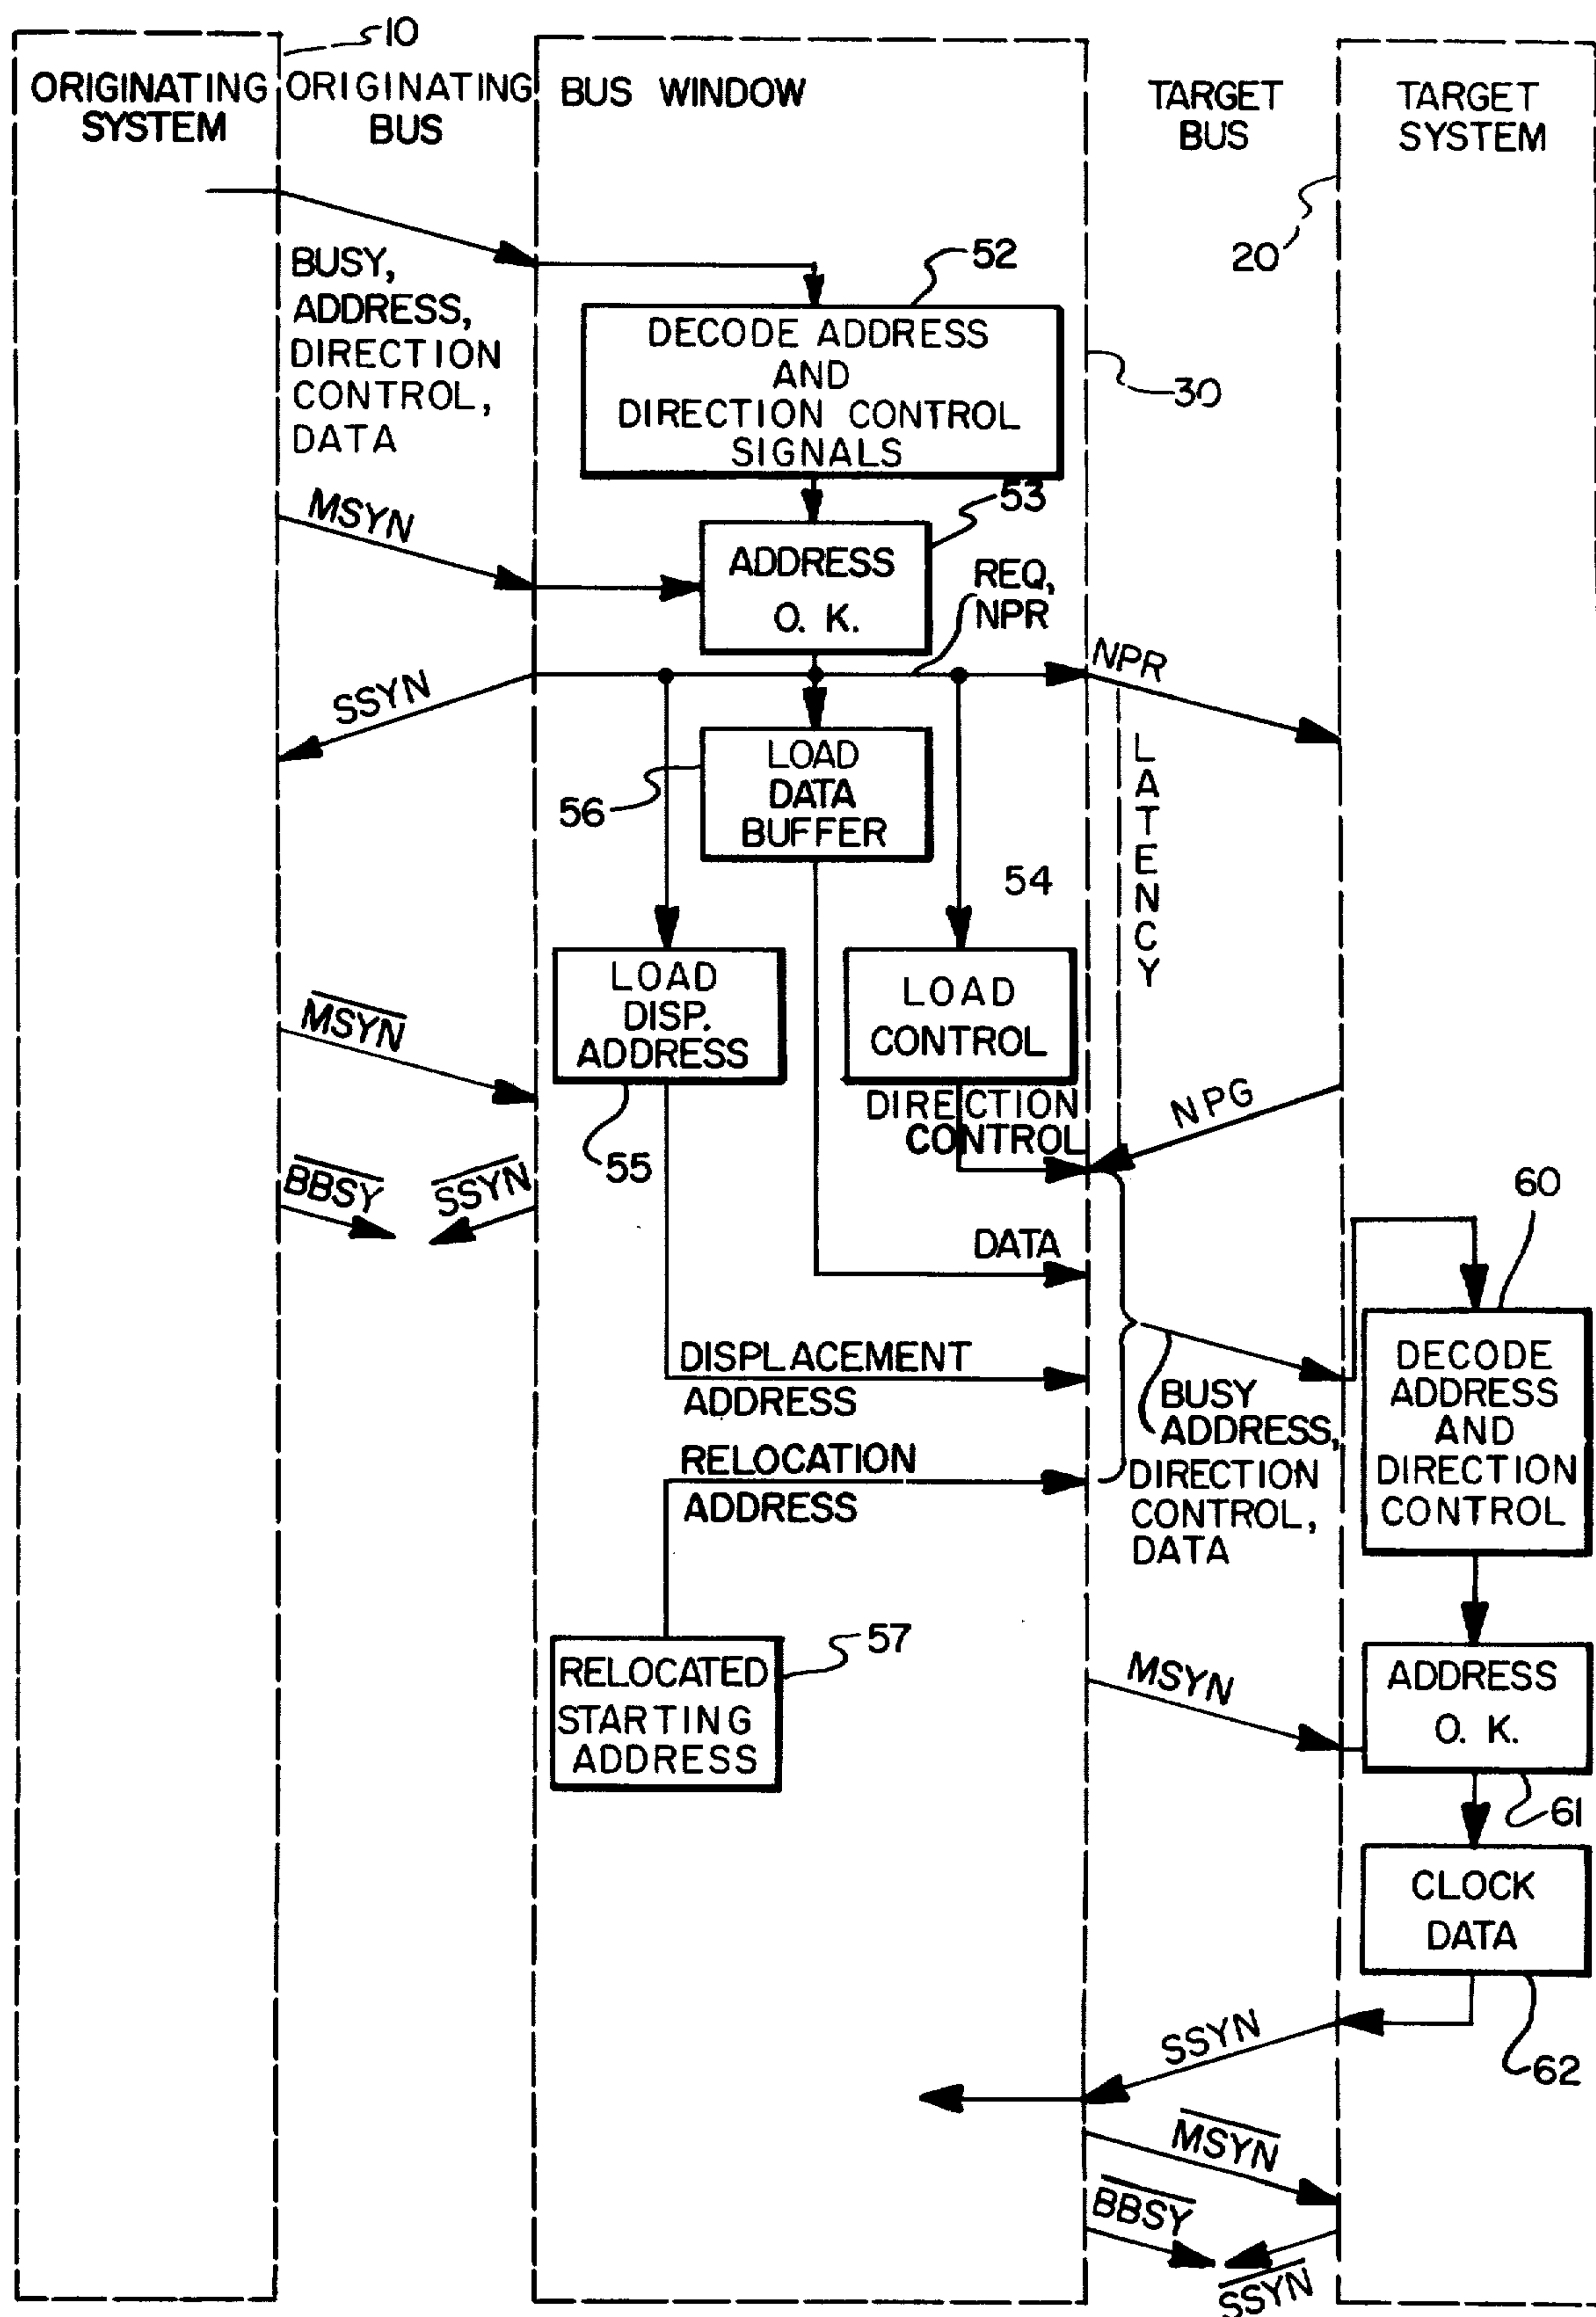 10
ORIGINATING
SYSTEM
ORIGINATING
BUS
BUS WINDOW
TARGET
BUS
TARGET
SYSTEM
20
BUSY,
ADDRESS,
DIRECTION
CONTROL,
DATA
52
DECODE ADDRESS
AND
DIRECTION CONTROL
SIGNALS
30
MSYN
53
ADDRESS
O. K.
REQ,
NPR
NPR
SSYN
LOAD
DATA
BUFFER
56
LATENCY
54
LOAD
DISP.
ADDRESS
55
LOAD
CONTROL
MSYN
DIRECTION
CONTROL
NPG
BBSY
SSYN
DATA
60
DISPLACEMENT
ADDRESS
BUSY
ADDRESS,
DIRECTION
CONTROL,
DATA
DECODE
ADDRESS
AND
DIRECTION
CONTROL
RELOCATION
ADDRESS
57
RELOCATED
STARTING
ADDRESS
MSYN
ADDRESS
O. K.
61
CLOCK
DATA
62
SSYN
MSYN
BBSY
SSYN